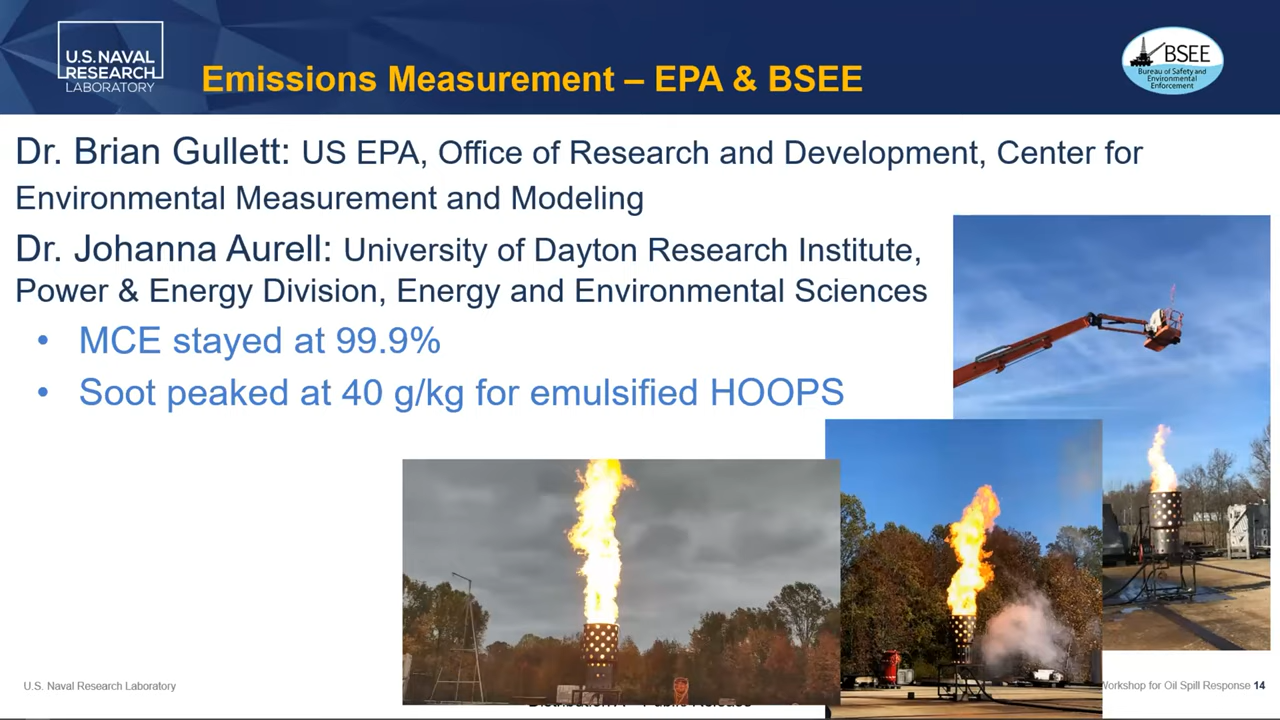 U.S. NAVAL
RESEARCH
LABORATORY
Emissions Measurement – EPA & BSEE
BSEE
Bureau of Safety and
Environmental
Enforcement
Dr. Brian Gullett: US EPA, Office of Research and Development, Center for
Environmental Measurement and Modeling
Dr. Johanna Aurell: University of Dayton Research Institute,
Power & Energy Division, Energy and Environmental Sciences
• MCE stayed at 99.9%
• Soot peaked at 40 g/kg for emulsified HOOPS
U.S. Naval Research Laboratory
Workshop for Oil Spill Response 14